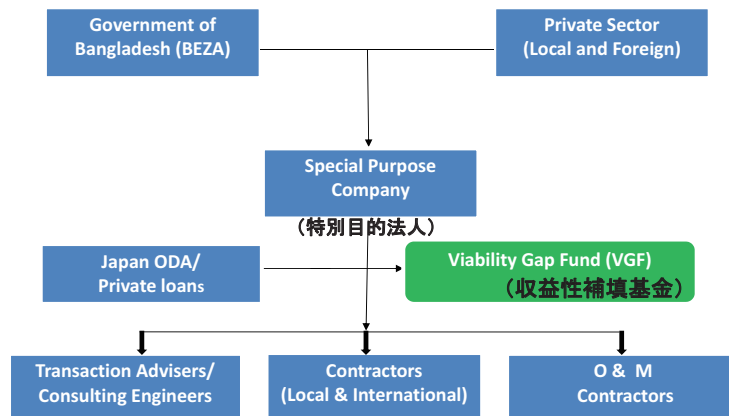 Government of
Bangladesh (BEZA)
Private Sector
(Local and Foreign)
Special Purpose
Company
（特別目的法人）
Japan ODA/
Private loans
Viability Gap Fund (VGF)
（収益性補填基金）
Transaction Advisers/
Consulting Engineers
Contractors
(Local & International)
O & M
Contractors